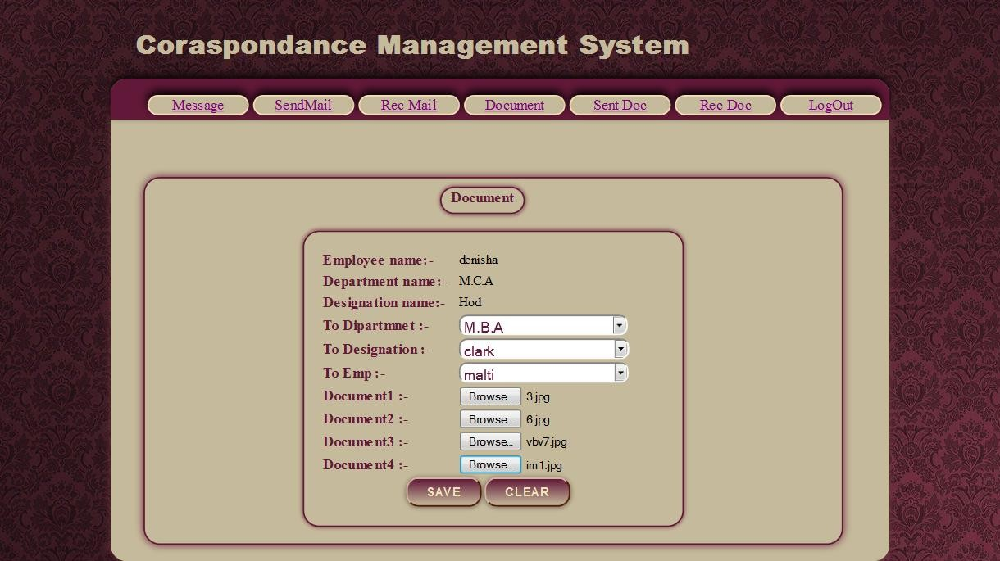 Coraspondance Management System
Message SendMail Rec Mail Document Sent Doc Rec Doc LogOut
Document
Employee name:- denisha
Department name:- M.C.A
Designation name:- Hod
To Dipartmnet :- M.B.A
To Designation :- clark
To Emp :- malti
Document1 :- Browse... 3.jpg
Document2 :- Browse... 6.jpg
Document3 :- Browse... vbv7.jpg
Document4 :- Browse... im1.jpg
SAVE CLEAR